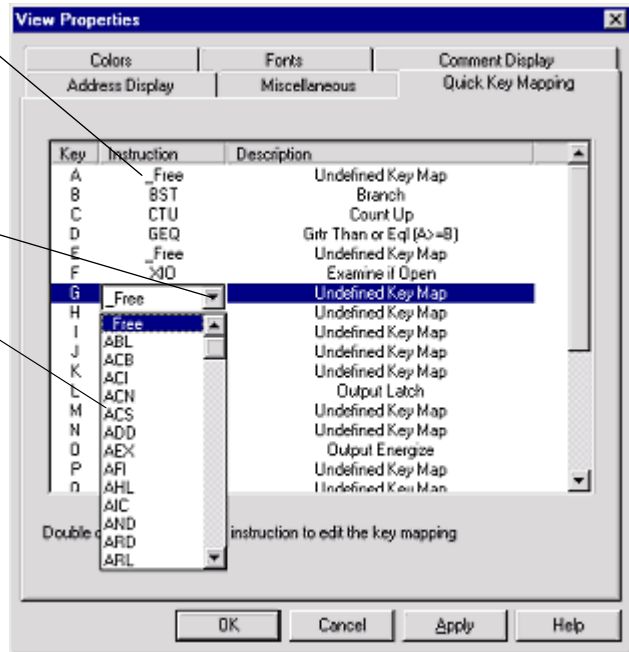 View Properties
Colors Fonts Comment Display
Address Display Miscellaneous Quick Key Mapping
Key Instruction Description
A _Free Undefined Key Map
B BST Branch
C CTU Count Up
D GEQ Grtr Than or Eql (A>=B)
E _Free Undefined Key Map
F XIO Examine if Open
G _Free Undefined Key Map
H _Free Undefined Key Map
I ABL Undefined Key Map
J ACB Undefined Key Map
K ACI Undefined Key Map
L ACN Output Latch
M ACS Undefined Key Map
N ADD Undefined Key Map
O AEX Output Energize
P AFI Undefined Key Map
Q AHL Undefined Key Map
AIC
Double AND instruction to edit the key mapping
ARD
ARL
OK Cancel Apply Help